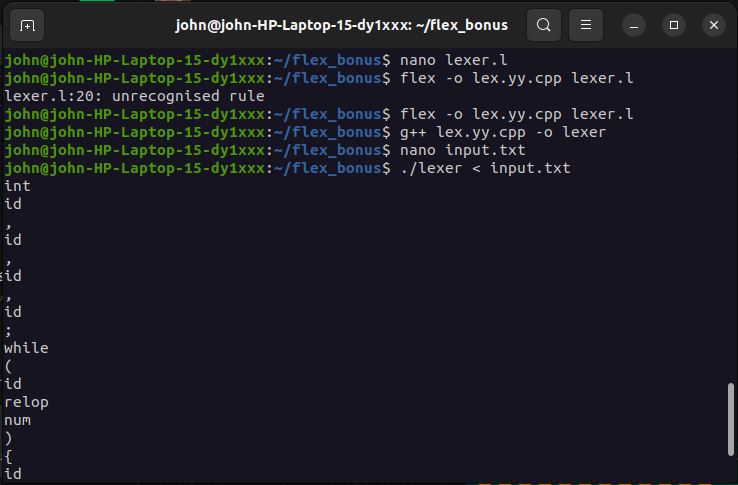 john@john-HP-Laptop-15-dy1xxx: ~/flex_bonus
john@john-HP-Laptop-15-dy1xxx:~/flex_bonus$ nano lexer.l
john@john-HP-Laptop-15-dy1xxx:~/flex_bonus$ flex -o lex.yy.cpp lexer.l
lexer.l:20: unrecognised rule
john@john-HP-Laptop-15-dy1xxx:~/flex_bonus$ flex -o lex.yy.cpp lexer.l
john@john-HP-Laptop-15-dy1xxx:~/flex_bonus$ g++ lex.yy.cpp -o lexer
john@john-HP-Laptop-15-dy1xxx:~/flex_bonus$ nano input.txt
john@john-HP-Laptop-15-dy1xxx:~/flex_bonus$ ./lexer < input.txt
int
id
,
id
,
id
,
id
;
while
(
id
relop
num
)
{
id